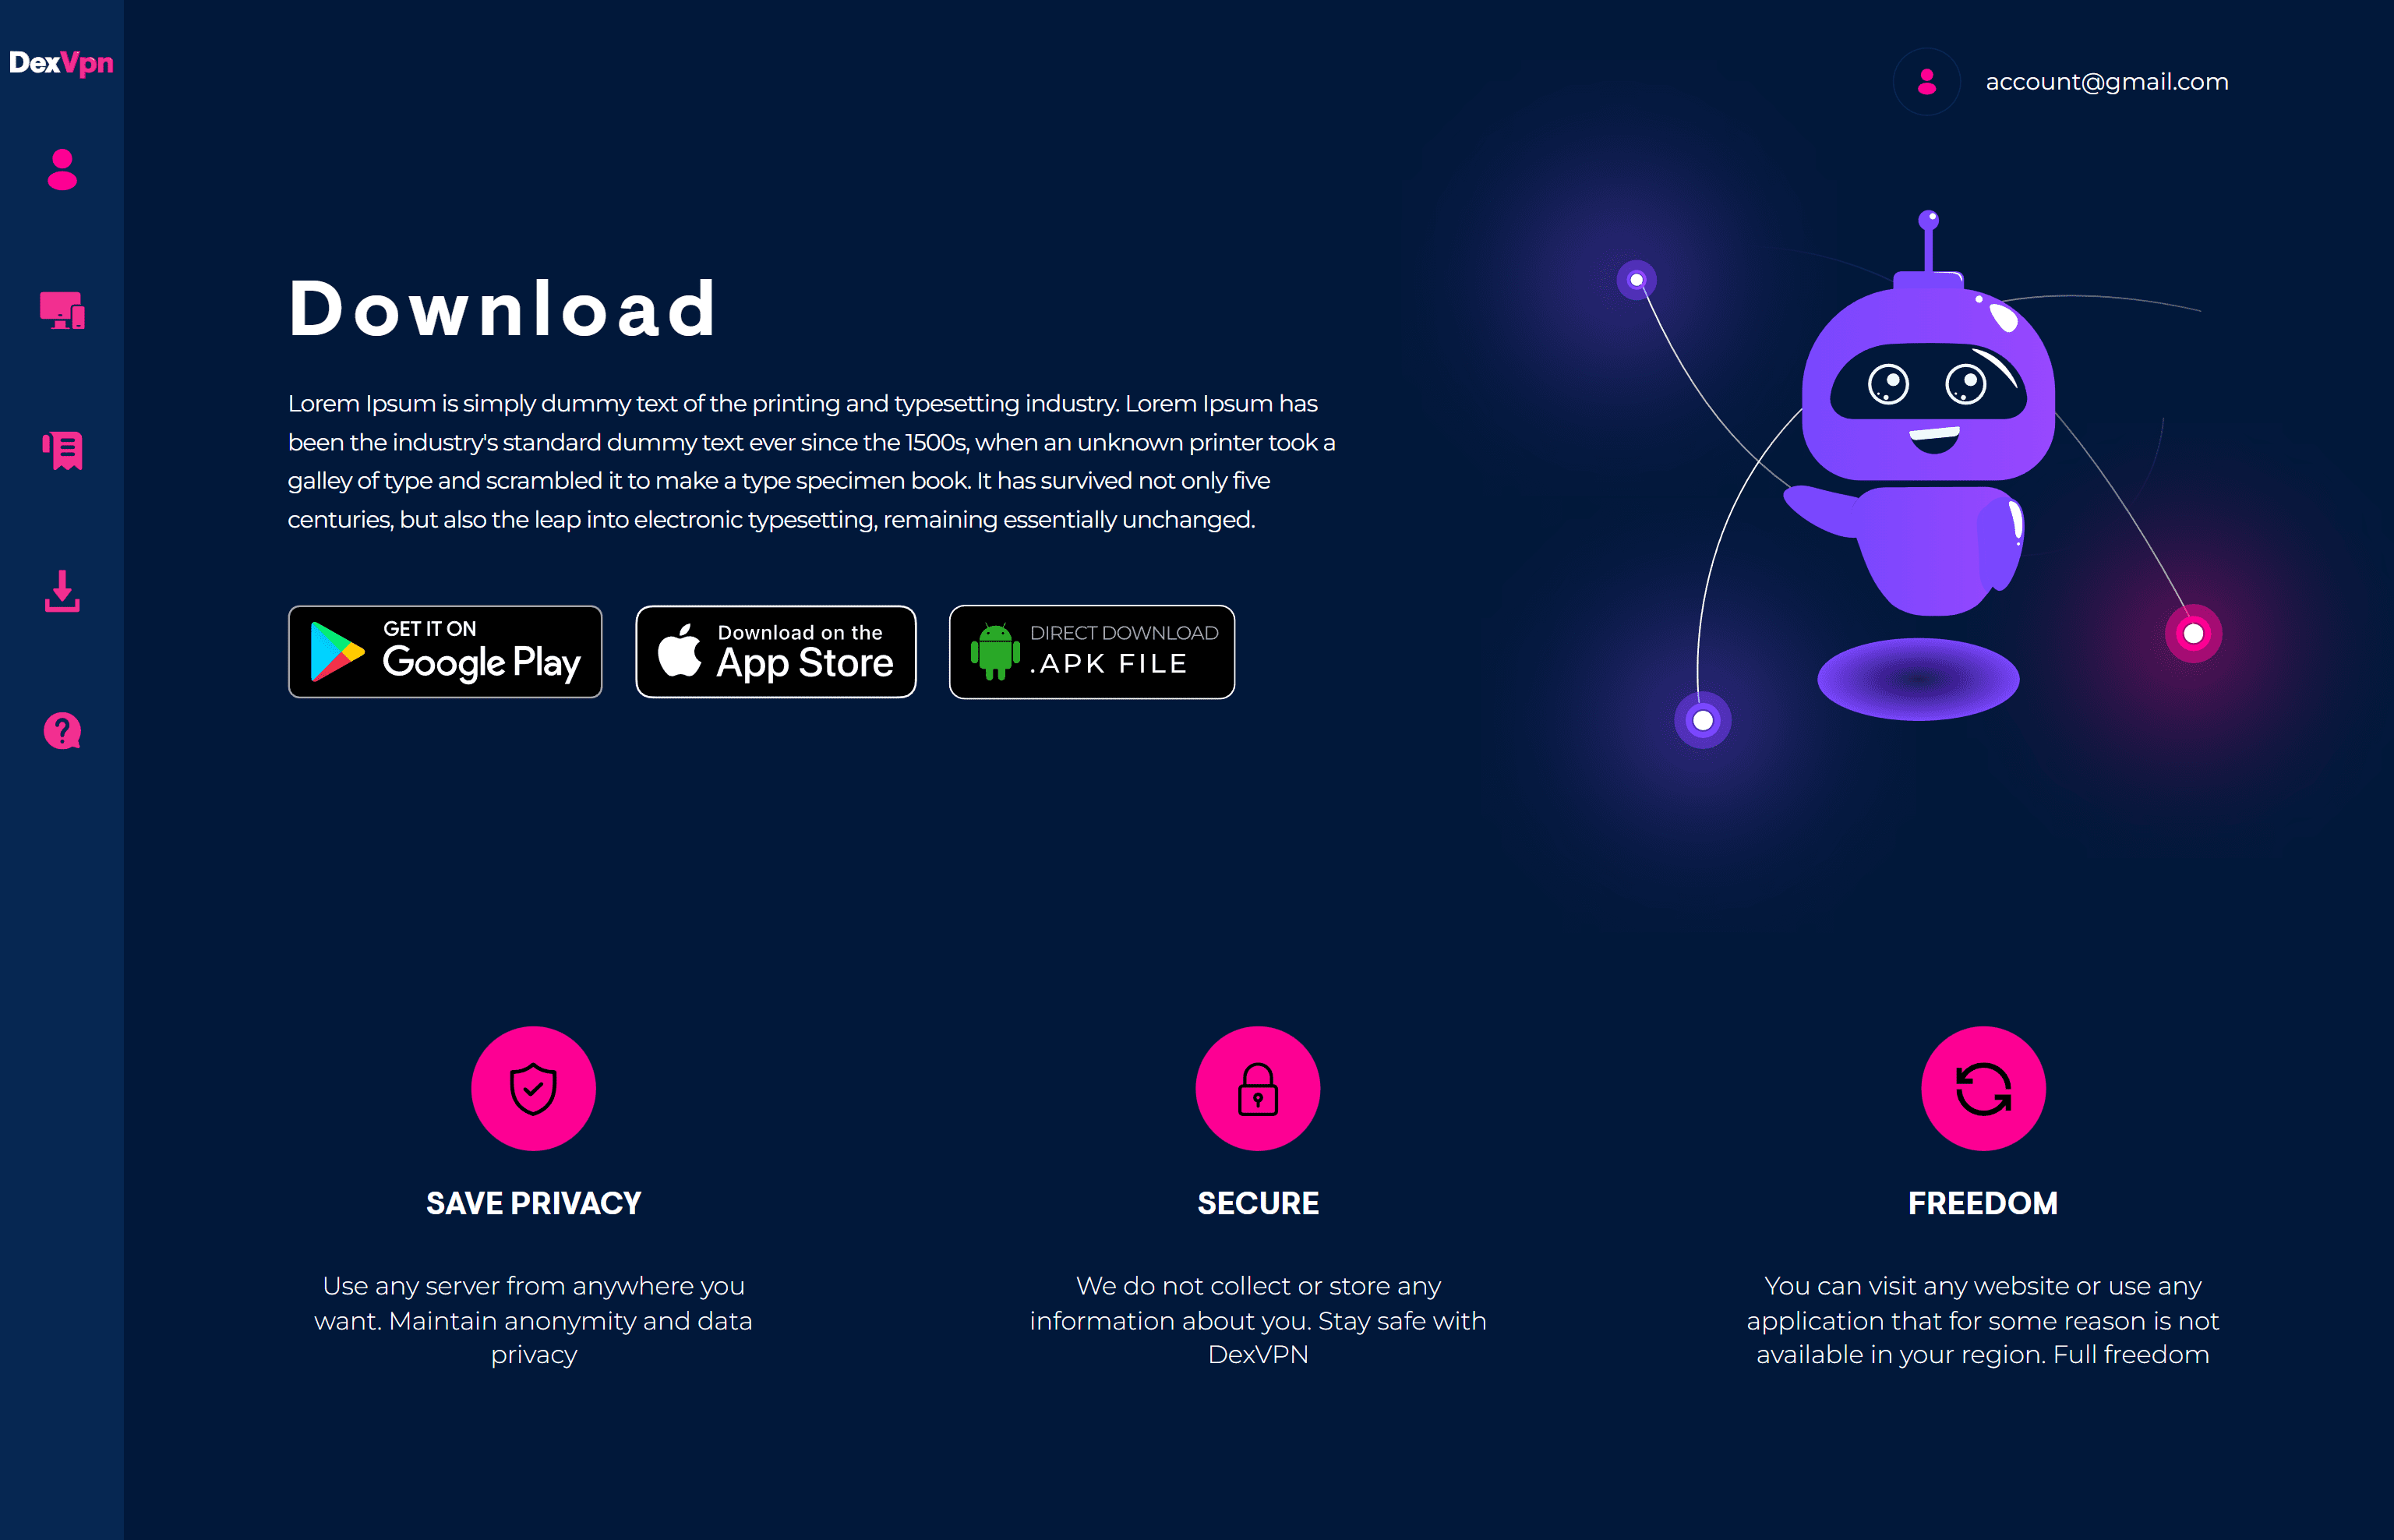 DexVpn
account@gmail.com
Download
Lorem Ipsum is simply dummy text of the printing and typesetting industry. Lorem Ipsum has
been the industry's standard dummy text ever since the 1500s, when an unknown printer took a
galley of type and scrambled it to make a type specimen book. It has survived not only five
centuries, but also the leap into electronic typesetting, remaining essentially unchanged.
GET IT ON
Google Play
Download on the
App Store
DIRECT DOWNLOAD
.APK FILE
SAVE PRIVACY
Use any server from anywhere you
want. Maintain anonymity and data
privacy
SECURE
We do not collect or store any
information about you. Stay safe with
DexVPN
FREEDOM
You can visit any website or use any
application that for some reason is not
available in your region. Full freedom